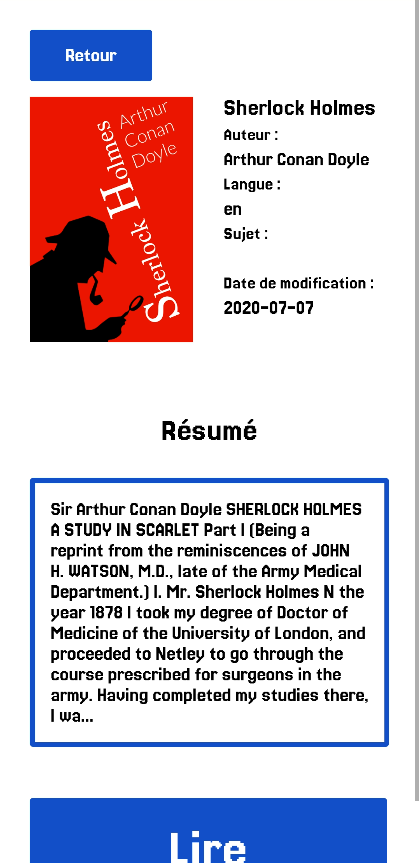 Retour
Arthur
Conan
Doyle
Sherlock Holmes
Sherlock Holmes
Auteur :
Arthur Conan Doyle
Langue :
en
Sujet :
Date de modification :
2020-07-07
Résumé
Sir Arthur Conan Doyle SHERLOCK HOLMES
A STUDY IN SCARLET Part I (Being a
reprint from the reminiscences of JOHN
H. WATSON, M.D., late of the Army Medical
Department.) I. Mr. Sherlock Holmes N the
year 1878 I took my degree of Doctor of
Medicine of the University of London, and
proceeded to Netley to go through the
course prescribed for surgeons in the
army. Having completed my studies there,
I wa...
Lire